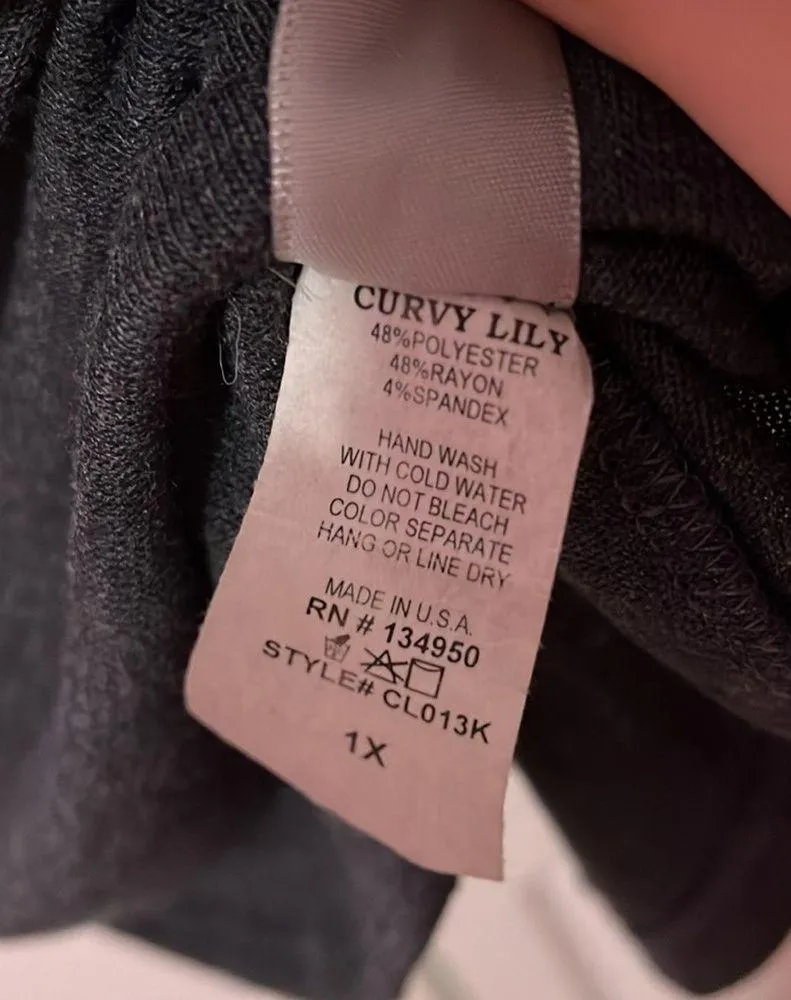 CURVY LILY
48%POLYESTER
48%RAYON
4%SPANDEX
HAND WASH
WITH COLD WATER
DO NOT BLEACH
COLOR SEPARATE
HANG OR LINE DRY
MADE IN U.S.A.
RN # 134950
STYLE# CL013K
1X